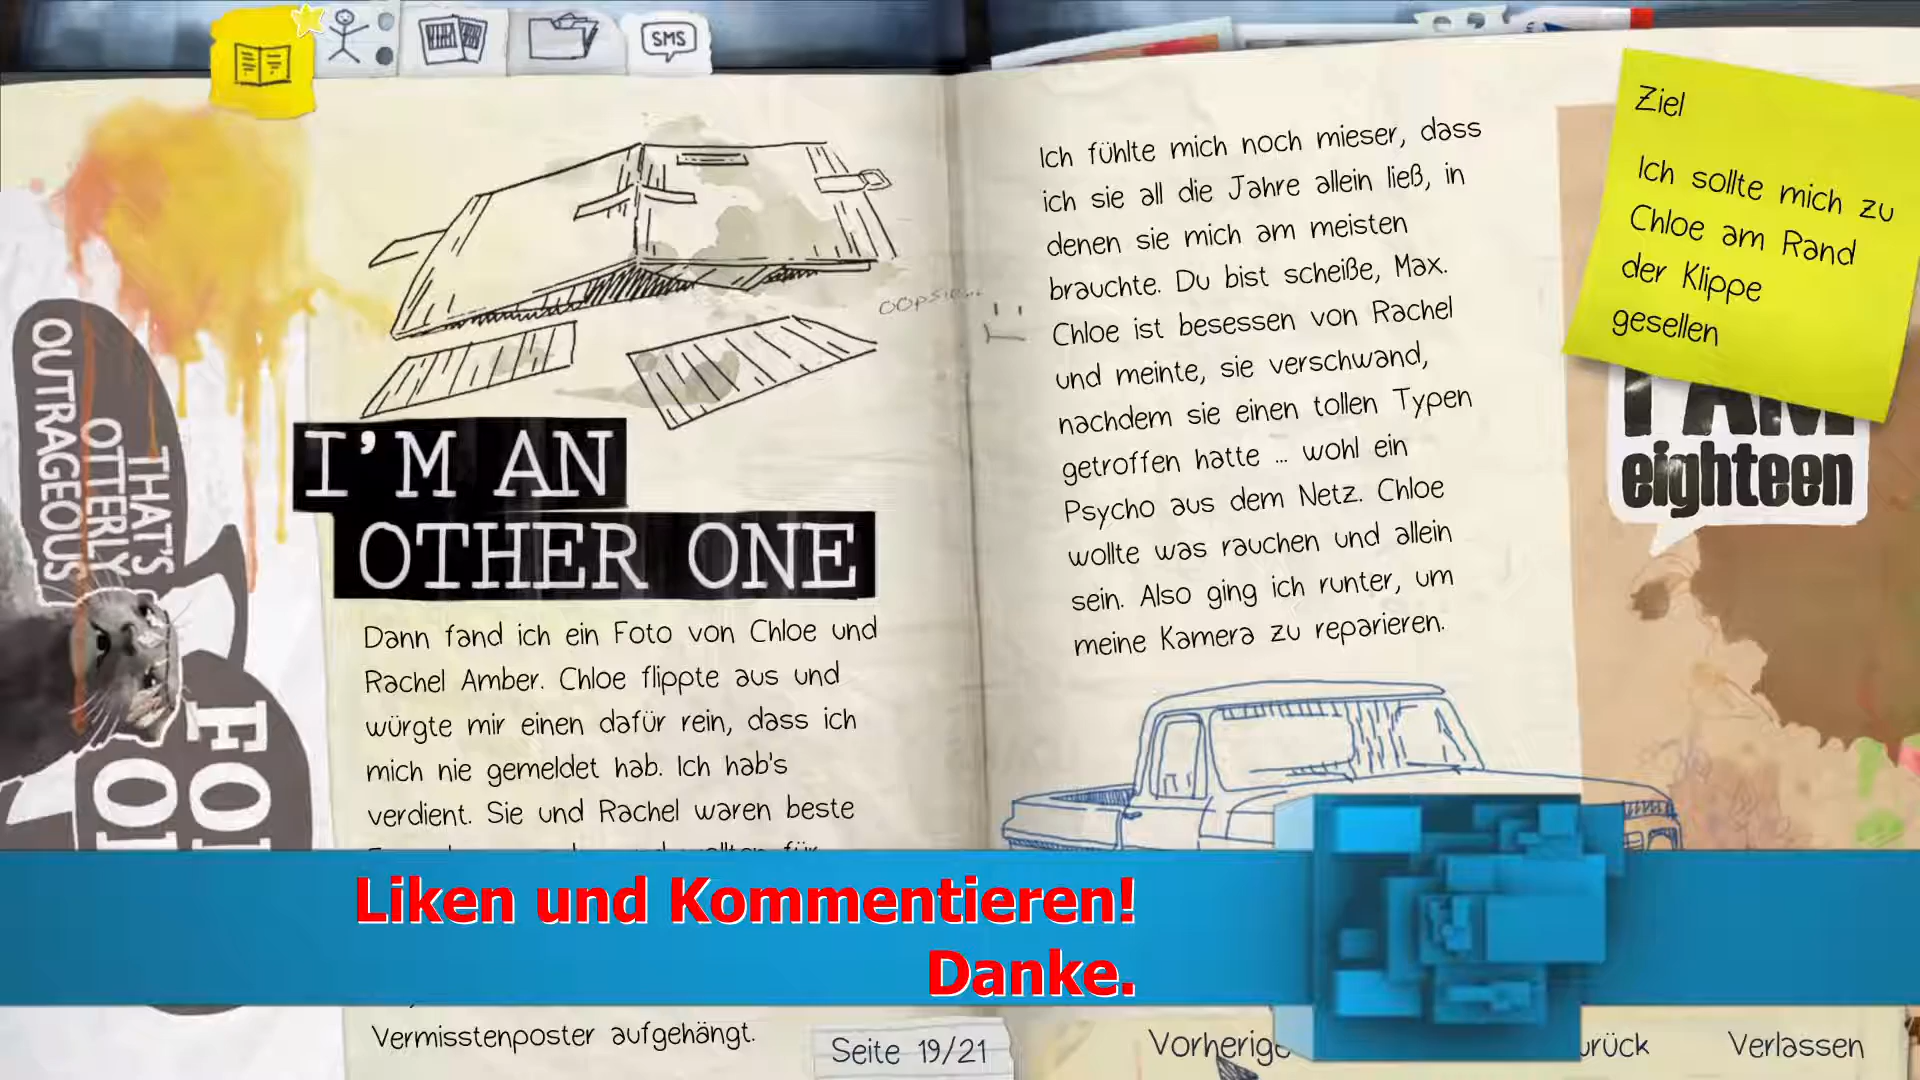 SMS
THAT'S
OTTERLY
OUTRAGEOUS
I'M AN
OTHER ONE
Dann fand ich ein Foto von Chloe und
Rachel Amber. Chloe flippte aus und
würgte mir einen dafür rein, dass ich
mich nie gemeldet hab. Ich hab's
verdient. Sie und Rachel waren beste
Vermisstenposter aufgehängt.
oopsie...
Ich fühlte mich noch mieser, dass
ich sie all die Jahre allein ließ, in
denen sie mich am meisten
brauchte. Du bist scheiße, Max.
Chloe ist besessen von Rachel
und meinte, sie verschwand,
nachdem sie einen tollen Typen
getroffen hatte ... wohl ein
Psycho aus dem Netz. Chloe
wollte was rauchen und allein
sein. Also ging ich runter, um
meine Kamera zu reparieren.
Ziel
Ich sollte mich zu
Chloe am Rand
der Klippe
gesellen
I AM
eighteen
Liken und Kommentieren!
Danke.
Seite 19/21
Vorherige
urück
Verlassen